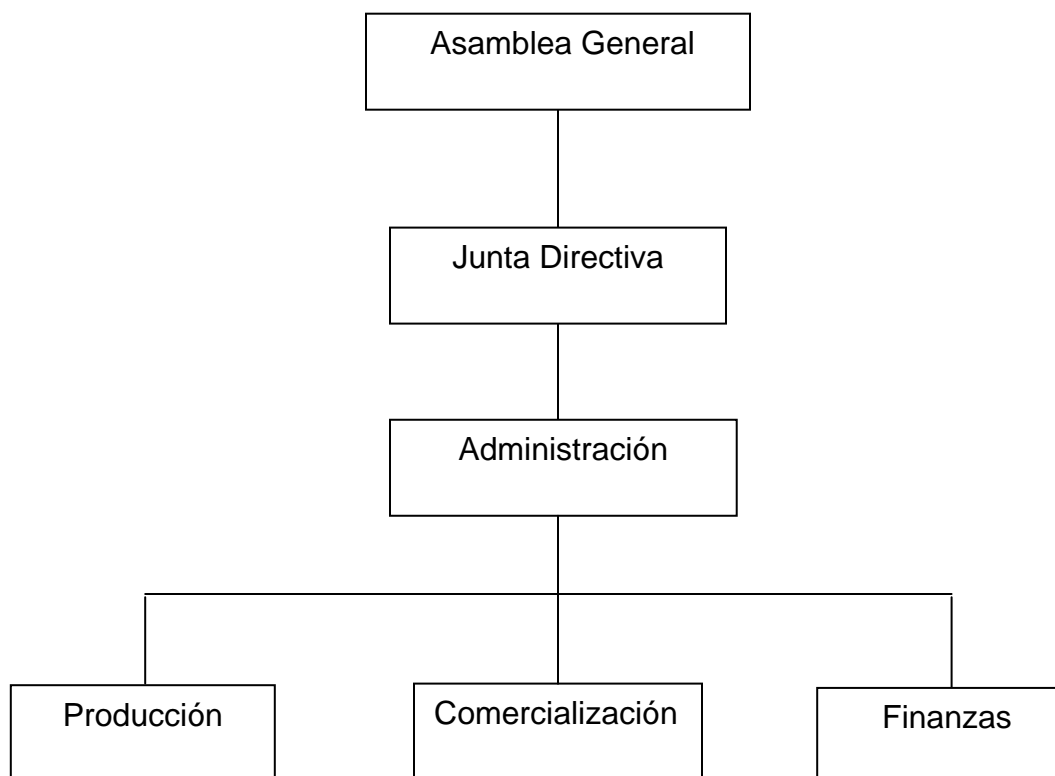 Asamblea General
Junta Directiva
Administración
Producción
Comercialización
Finanzas